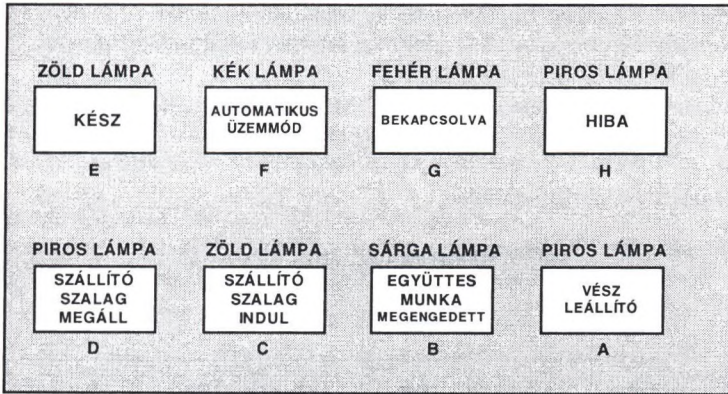 ZÖLD LÁMPA
KÉK LÁMPA
FEHÉR LÁMPA
PIROS LÁMPA
KÉSZ
AUTOMATIKUS
ÜZEMMÓD
BEKAPCSOLVA
HIBA
E
F
G
H
PIROS LÁMPA
ZÖLD LÁMPA
SÁRGA LÁMPA
PIROS LÁMPA
SZÁLLÍTÓ
SZALAG
MEGÁLL
SZÁLLÍTÓ
SZALAG
INDUL
EGYÜTTES
MUNKA
MEGENGEDETT
VÉSZ
LEÁLLÍTÓ
D
C
B
A